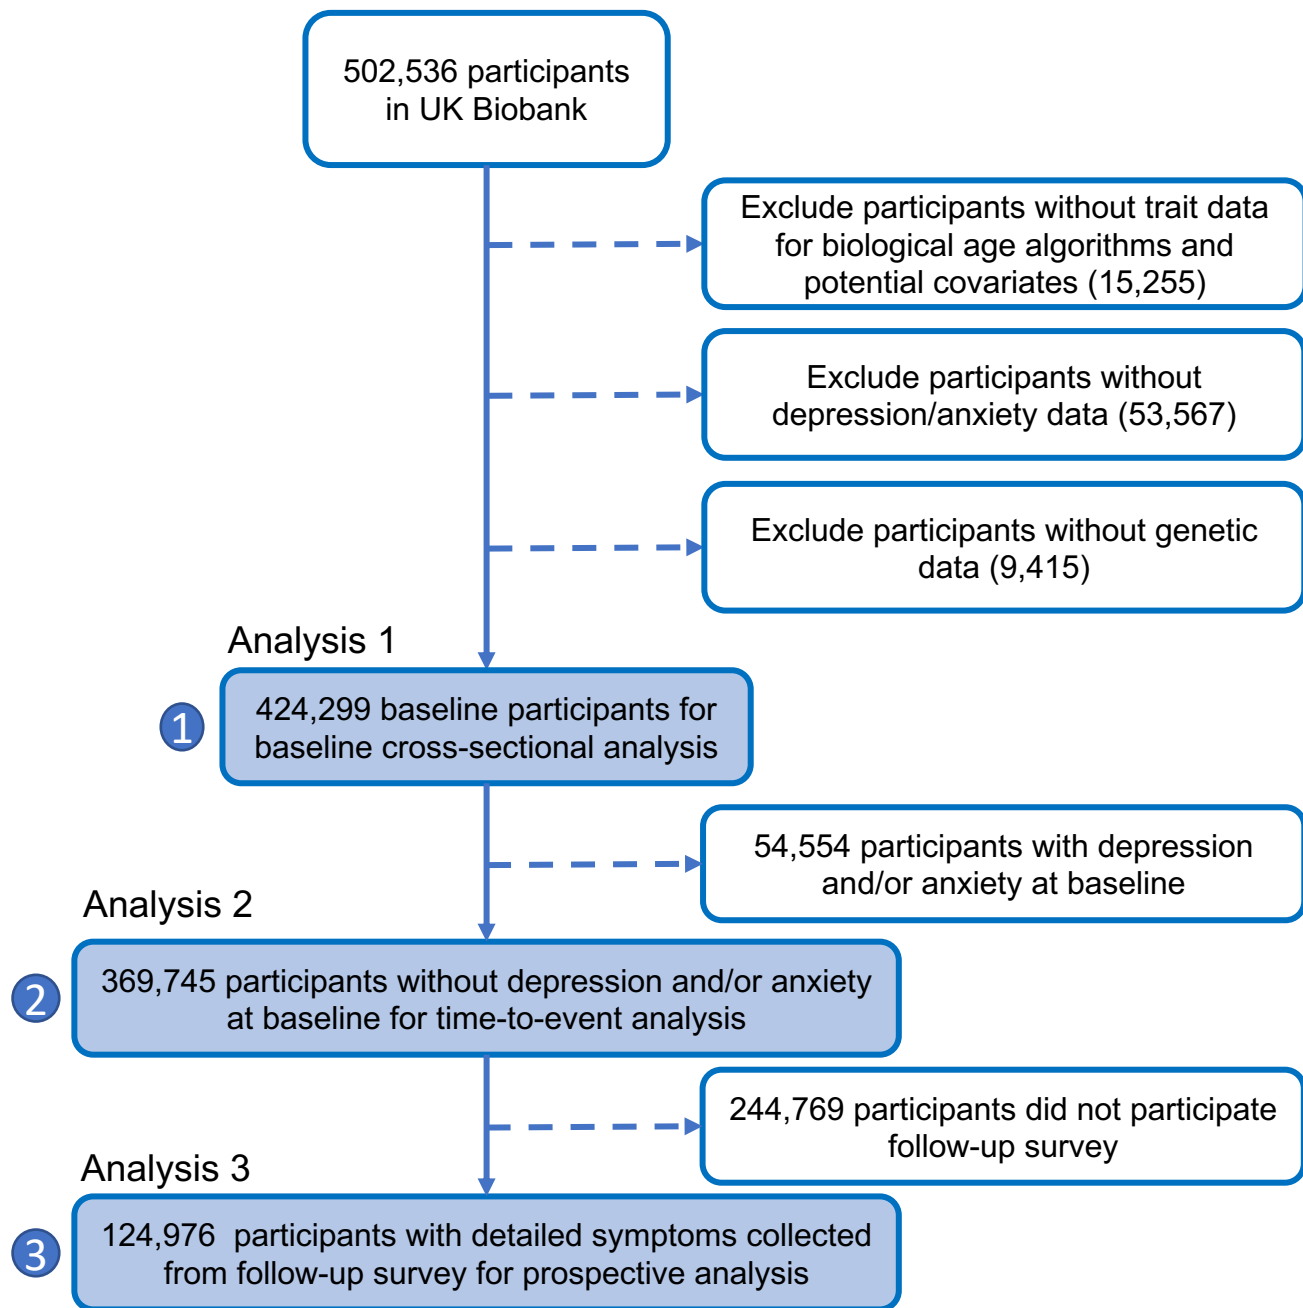 502,536 participants
in UK Biobank
Exclude participants without trait data
for biological age algorithms and
potential covariates (15,255)
Exclude participants without
depression/anxiety data (53,567)
Exclude participants without genetic
data (9,415)
Analysis 1
1
424,299 baseline participants for
baseline cross-sectional analysis
54,554 participants with depression
and/or anxiety at baseline
Analysis 2
2
369,745 participants without depression and/or anxiety
at baseline for time-to-event analysis
244,769 participants did not participate
follow-up survey
Analysis 3
3
124,976 participants with detailed symptoms collected
from follow-up survey for prospective analysis